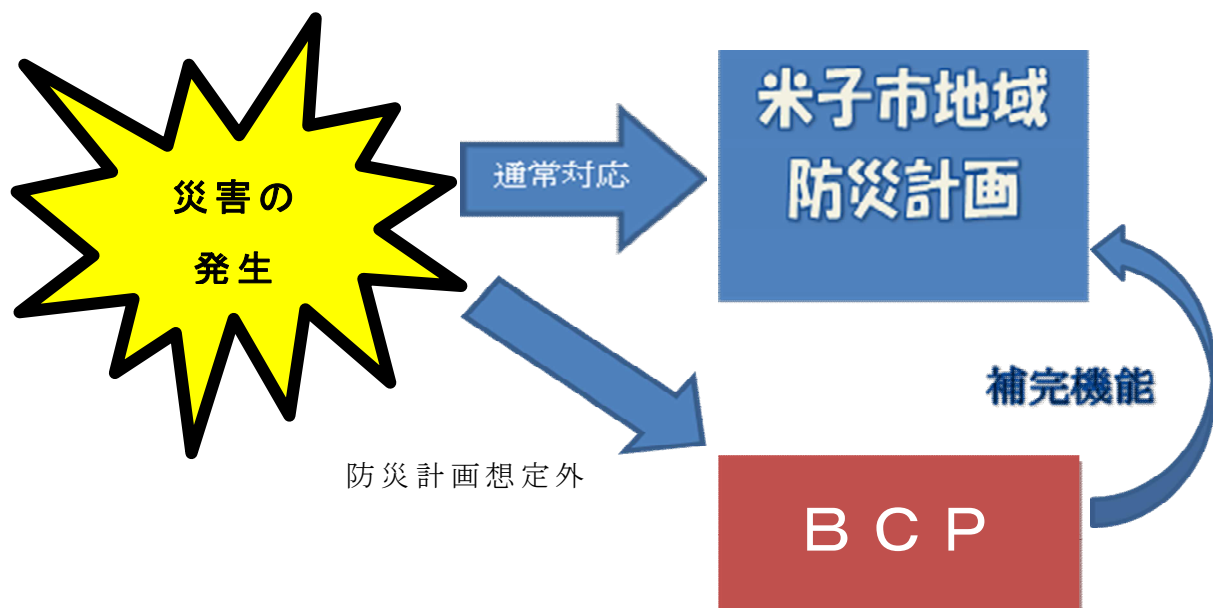 災害の
発生
通常対応
米子市地域
防災計画
補完機能
防災計画想定外
ＢＣＰ